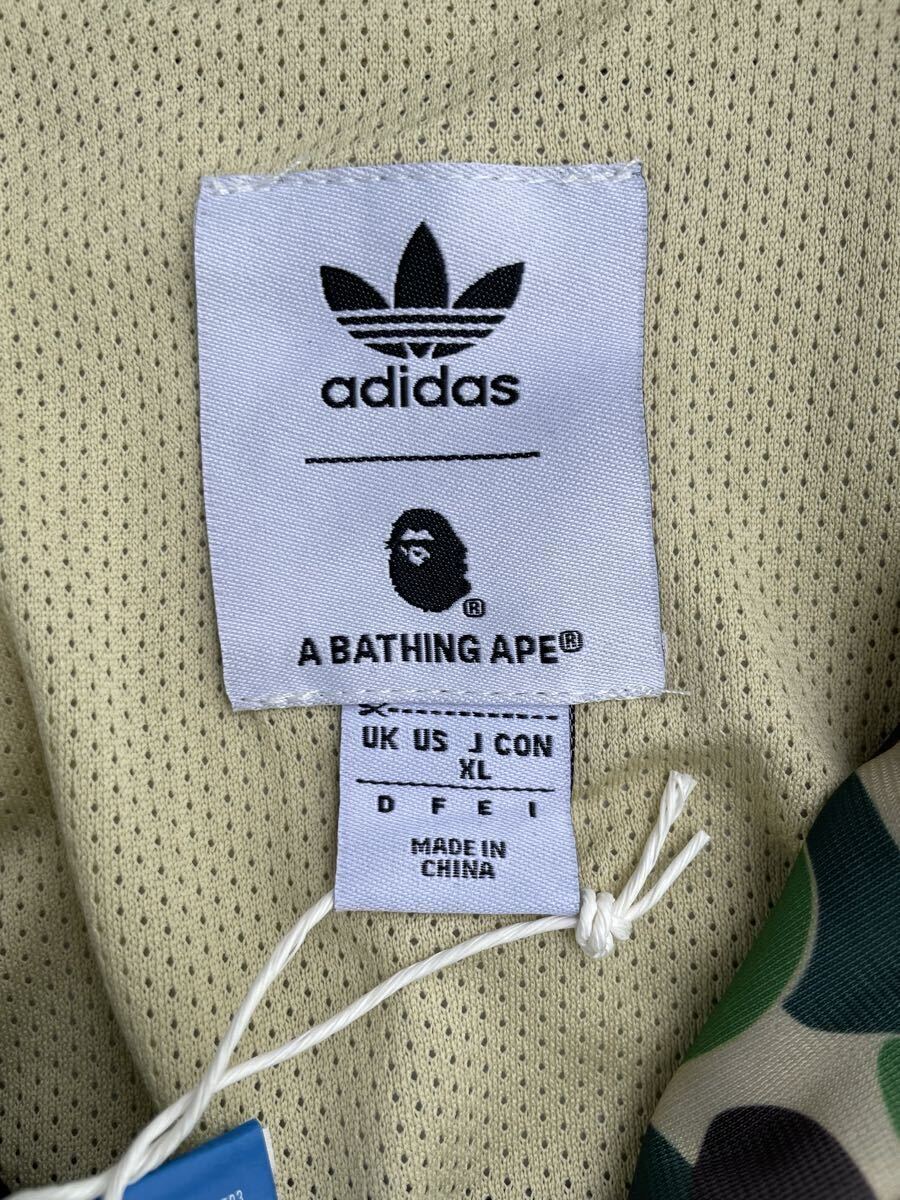 adidas
®
A BATHING APE®
UK US J CON
XL
D F E I
MADE IN
CHINA